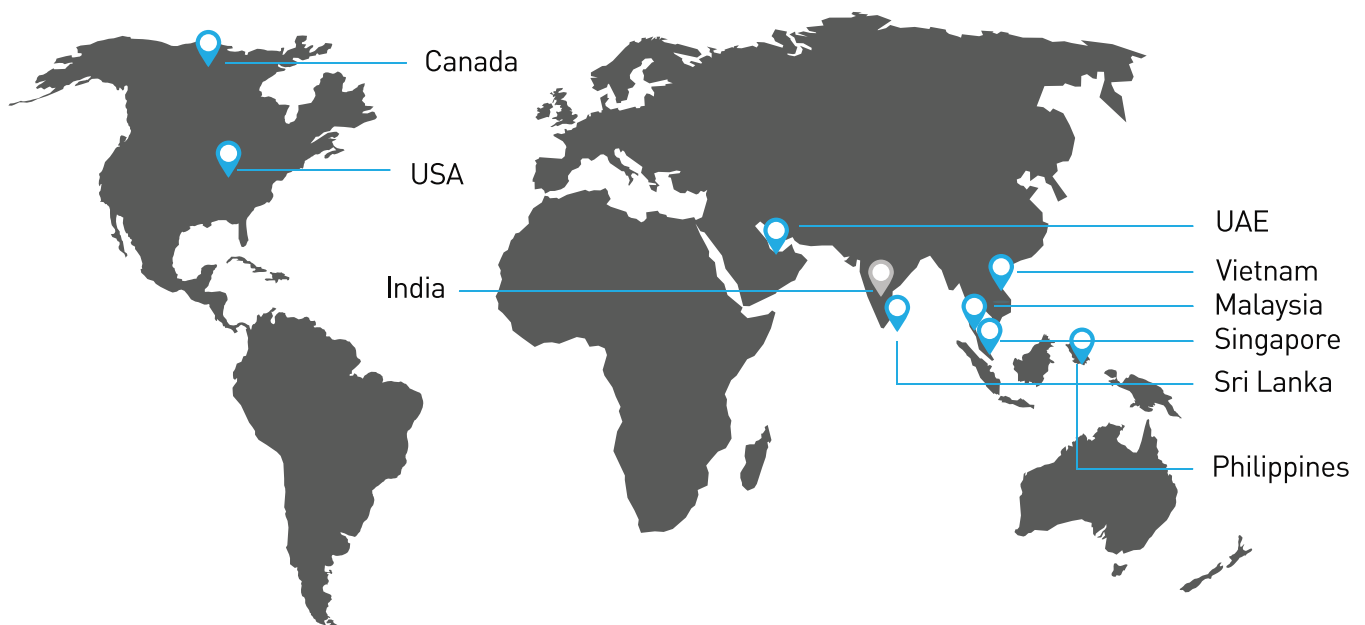 Canada
USA
UAE
India
Vietnam
Malaysia
Singapore
Sri Lanka
Philippines